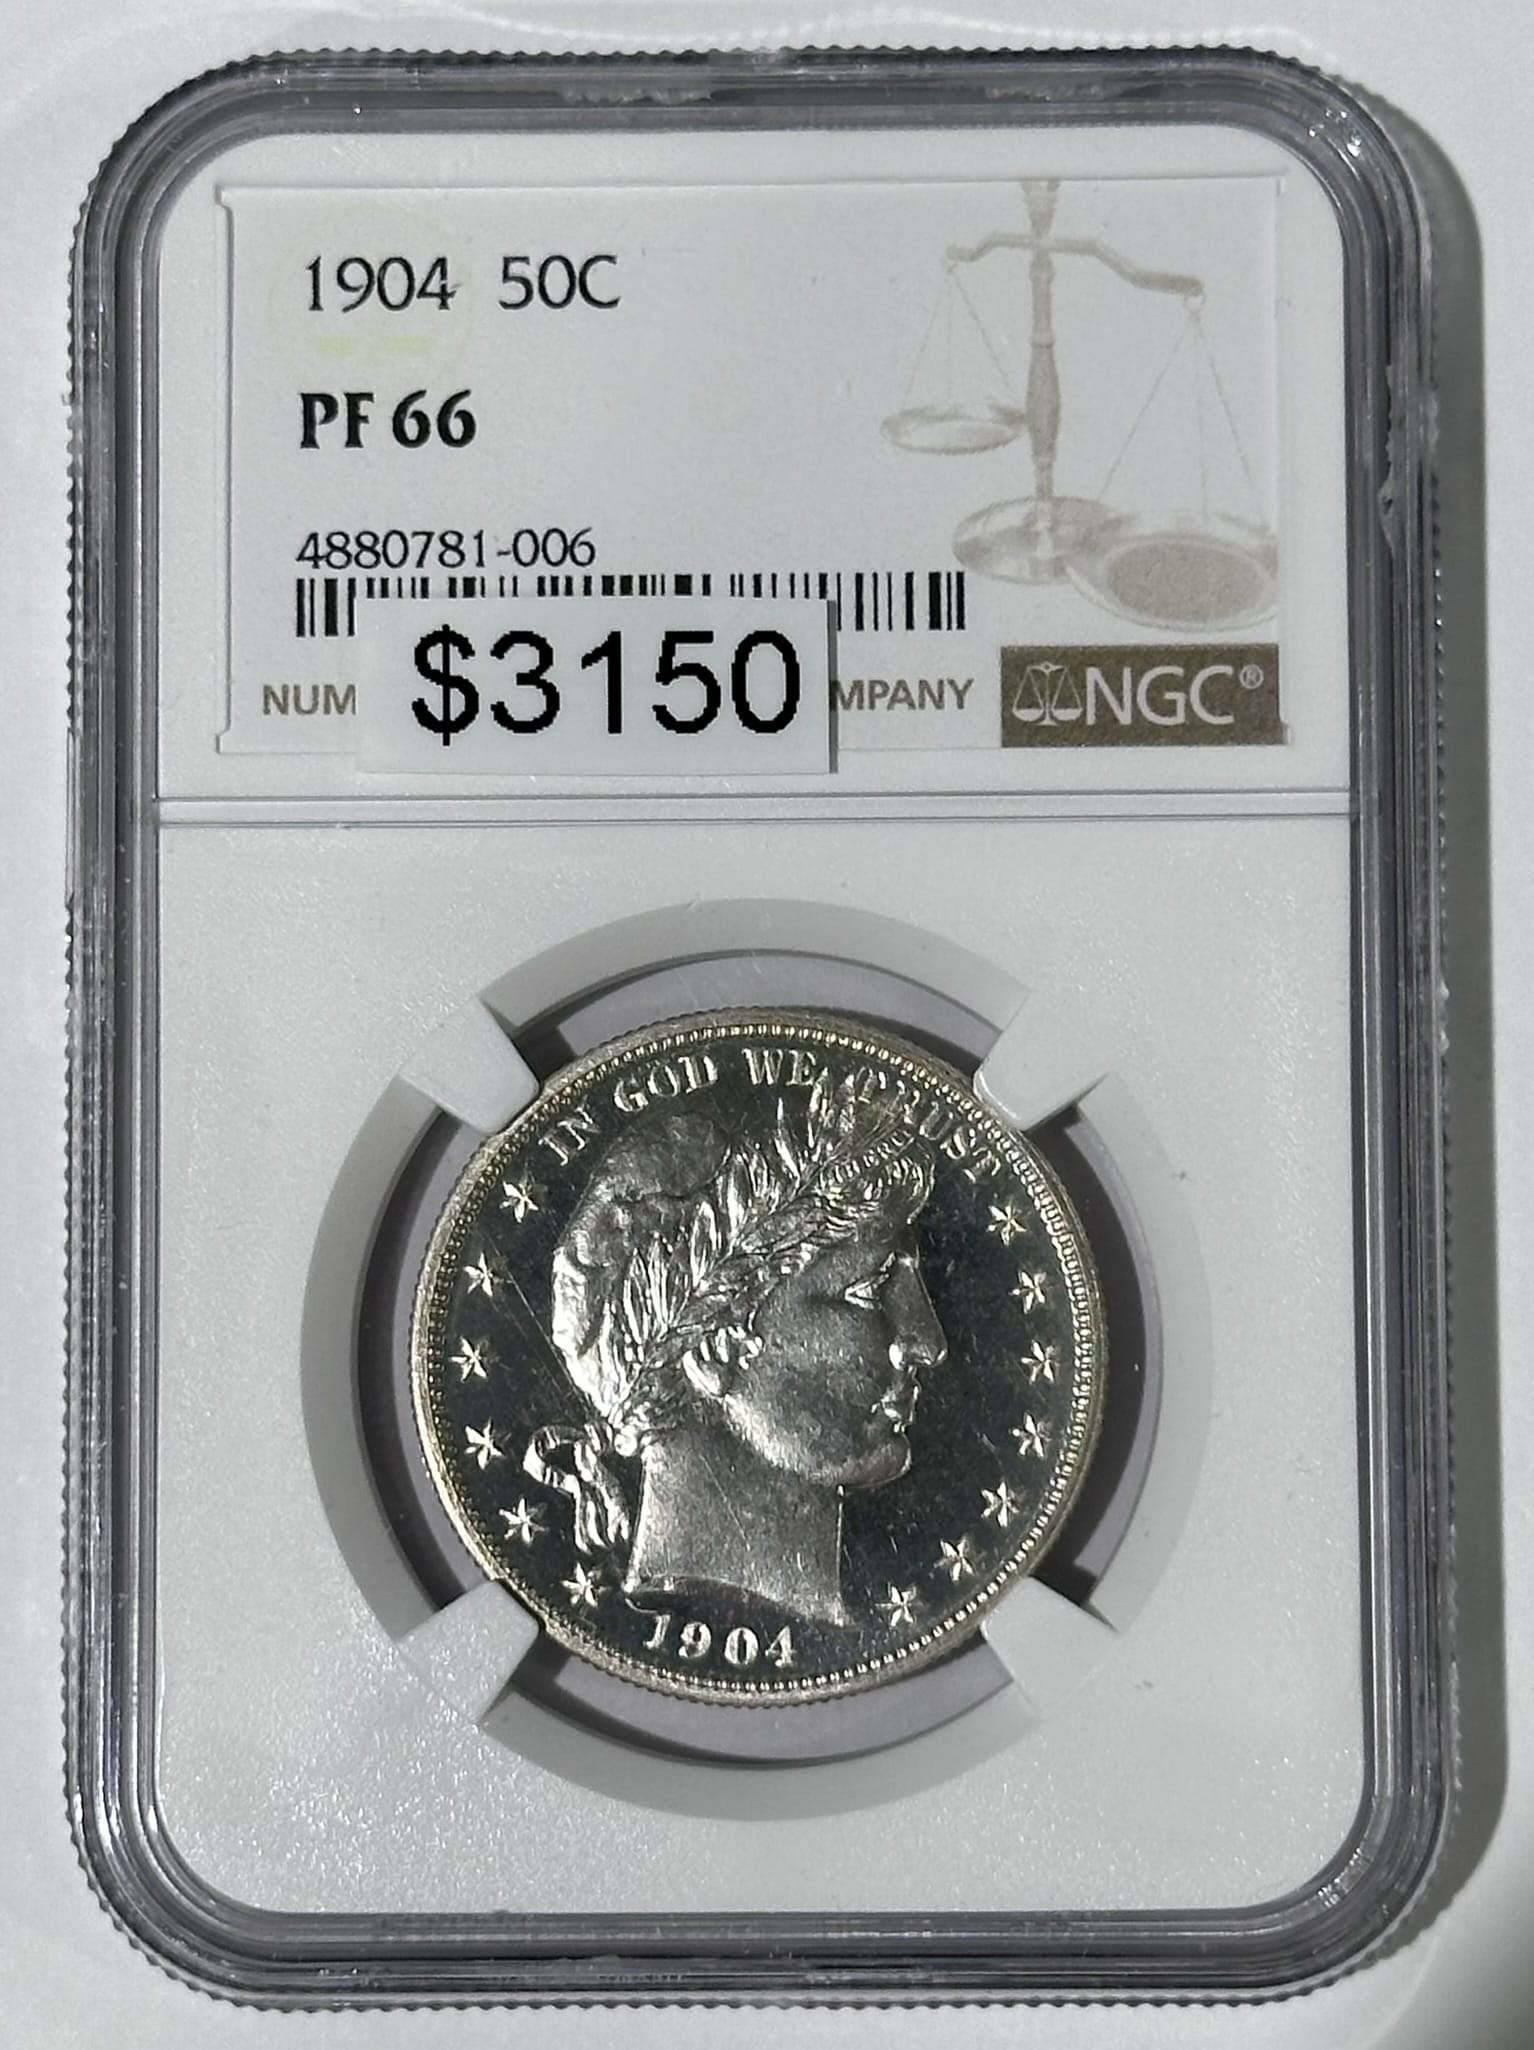 1904 50C
PF 66
4880781-006
$3150
NUM MPANY NGC®
IN GOD WE TRUST
LIBERTY
1904